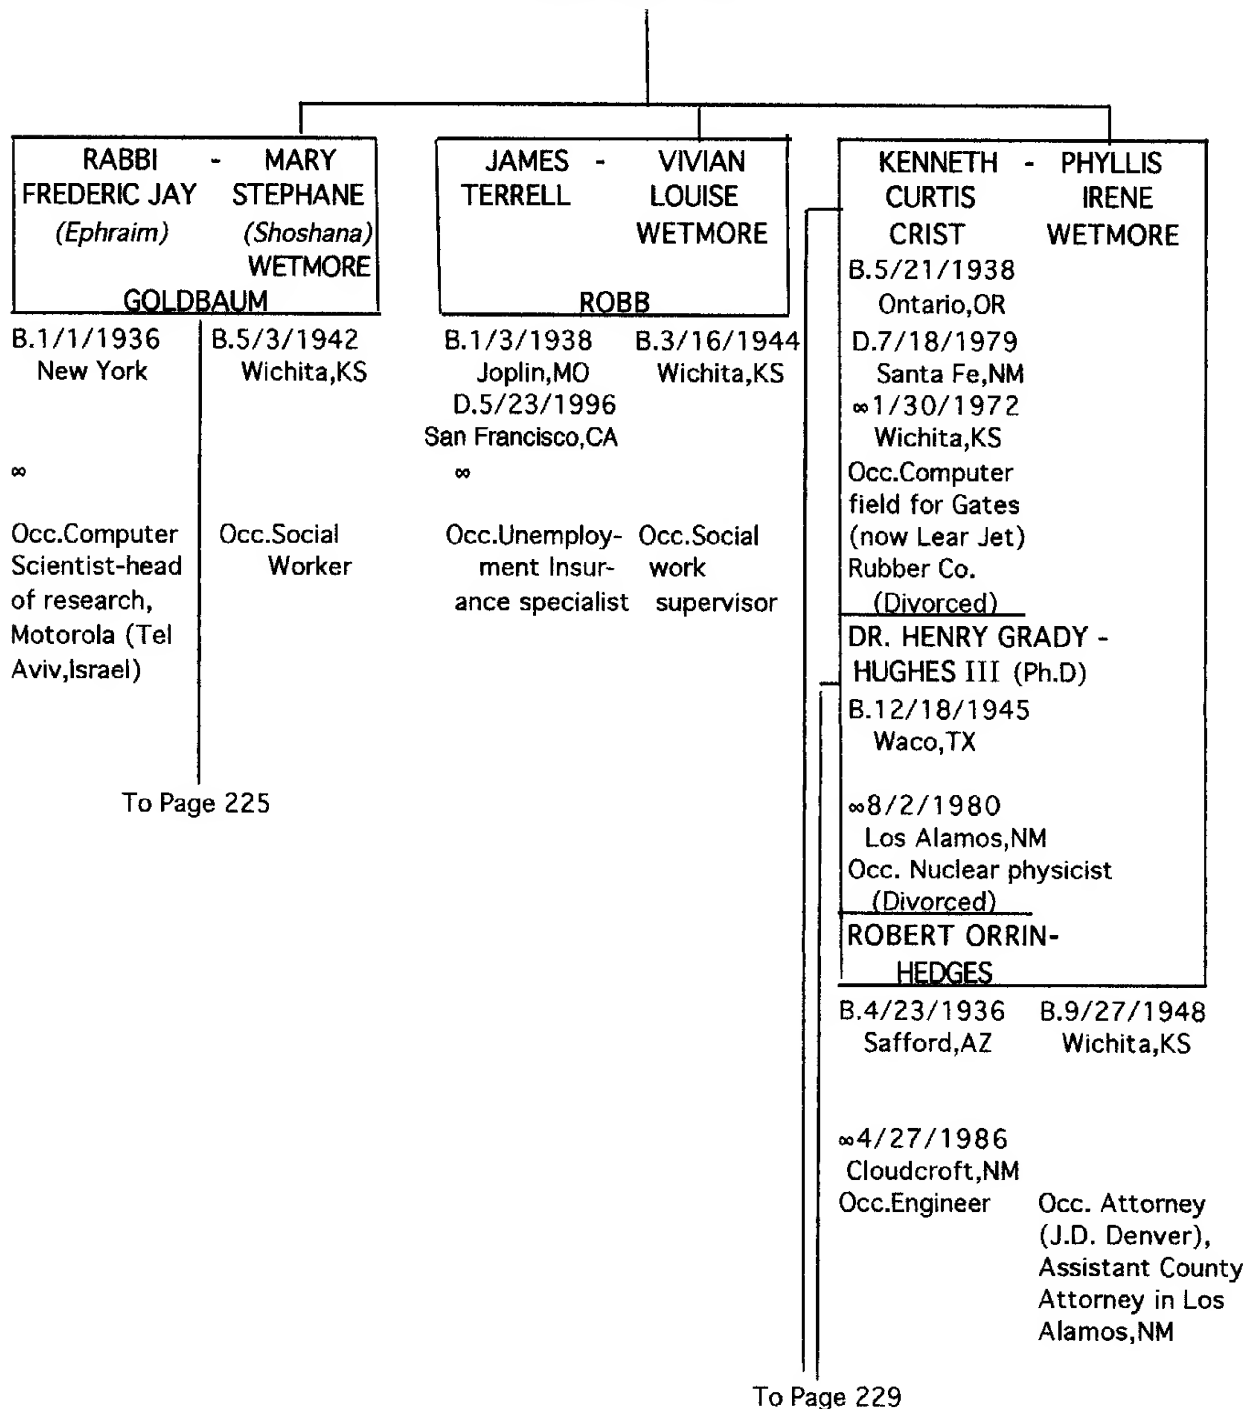 RABBI - MARY
FREDERIC JAY STEPHANE
(Ephraim) (Shoshana)
WETMORE
GOLDBAUM
B.1/1/1936 B.5/3/1942
New York Wichita,KS
∞
Occ.Computer Occ.Social
Scientist-head Worker
of research,
Motorola (Tel
Aviv,Israel)
To Page 225
JAMES - VIVIAN
TERRELL LOUISE
WETMORE
ROBB
B.1/3/1938 B.3/16/1944
Joplin,MO Wichita,KS
D.5/23/1996
San Francisco,CA
∞
Occ.Unemploy- Occ.Social
ment Insur- work
ance specialist supervisor
KENNETH - PHYLLIS
CURTIS IRENE
CRIST WETMORE
B.5/21/1938
Ontario,OR
D.7/18/1979
Santa Fe,NM
∞1/30/1972
Wichita,KS
Occ.Computer
field for Gates
(now Lear Jet)
Rubber Co.
(Divorced)
DR. HENRY GRADY -
HUGHES III (Ph.D)
B.12/18/1945
Waco,TX
∞8/2/1980
Los Alamos,NM
Occ. Nuclear physicist
(Divorced)
ROBERT ORRIN-
HEDGES
B.4/23/1936 B.9/27/1948
Safford,AZ Wichita,KS
∞4/27/1986
Cloudcroft,NM
Occ.Engineer Occ. Attorney
(J.D. Denver),
Assistant County
Attorney in Los
Alamos,NM
To Page 229